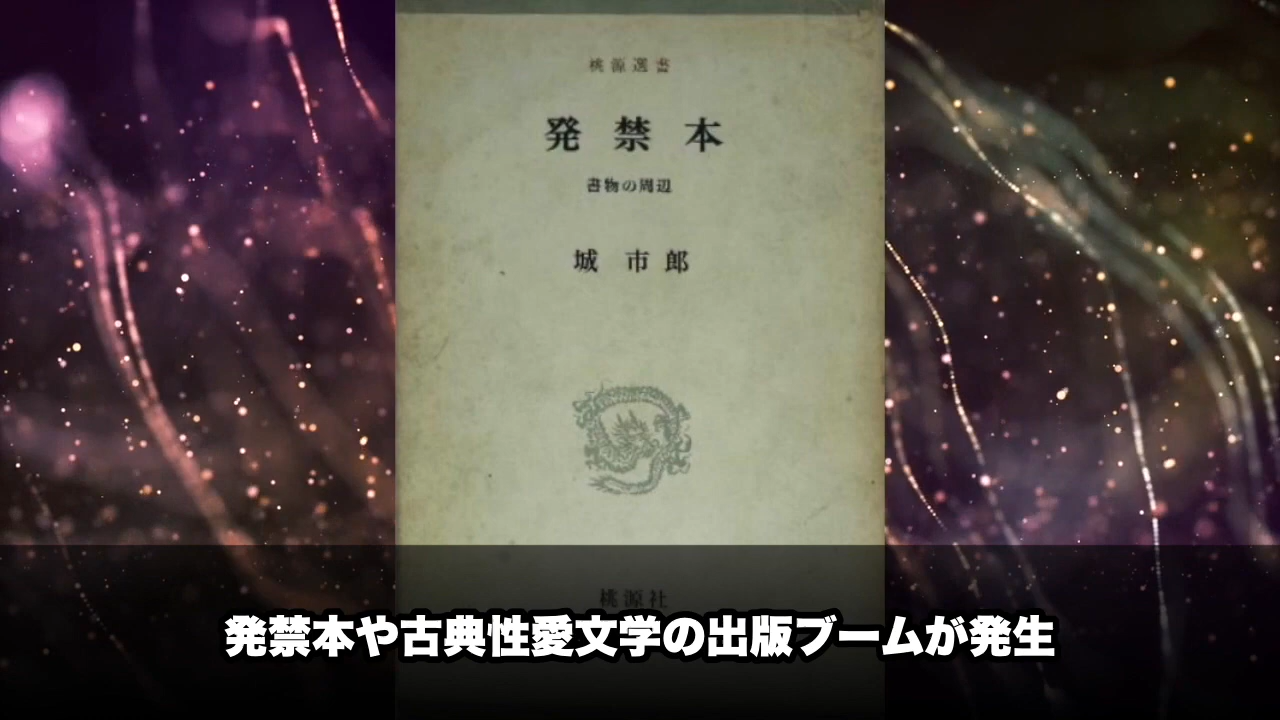 桃源選書
発禁本
書物の周辺
城市郎
桃源社
発禁本や古典性愛文学の出版ブームが発生